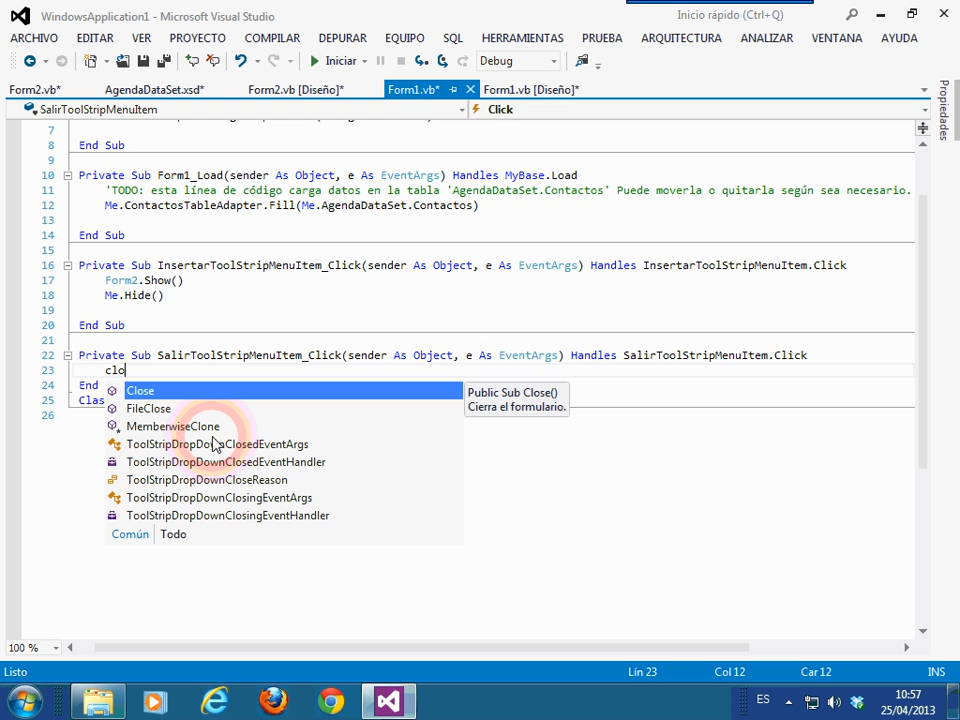 WindowsApplication1 - Microsoft Visual Studio
Inicio rápido (Ctrl+Q)
ARCHIVO EDITAR VER PROYECTO COMPILAR DEPURAR EQUIPO SQL HERRAMIENTAS PRUEBA ARQUITECTURA ANALIZAR VENTANA AYUDA
Iniciar Debug
Form2.vb* AgendaDataSet.xsd* Form2.vb [Diseño]* Form1.vb* Form1.vb [Diseño]*
SalirToolStripMenuItem Click
Propiedades
7
8 End Sub
9
10 Private Sub Form1_Load(sender As Object, e As EventArgs) Handles MyBase.Load
11 'TODO: esta línea de código carga datos en la tabla 'AgendaDataSet.Contactos' Puede moverla o quitarla según sea necesario.
12 Me.ContactosTableAdapter.Fill(Me.AgendaDataSet.Contactos)
13
14 End Sub
15
16 Private Sub InsertarToolStripMenuItem_Click(sender As Object, e As EventArgs) Handles InsertarToolStripMenuItem.Click
17 Form2.Show()
18 Me.Hide()
19
20 End Sub
21
22 Private Sub SalirToolStripMenuItem_Click(sender As Object, e As EventArgs) Handles SalirToolStripMenuItem.Click
23 clo
24 End
25 Clas
26
Close
FileClose
MemberwiseClone
ToolStripDropDownClosedEventArgs
ToolStripDropDownClosedEventHandler
ToolStripDropDownCloseReason
ToolStripDropDownClosingEventArgs
ToolStripDropDownClosingEventHandler
Común Todo
Public Sub Close()
Cierra el formulario.
100 %
Listo Lín 23 Col 12 Car 12 INS
ES 10:57
25/04/2013